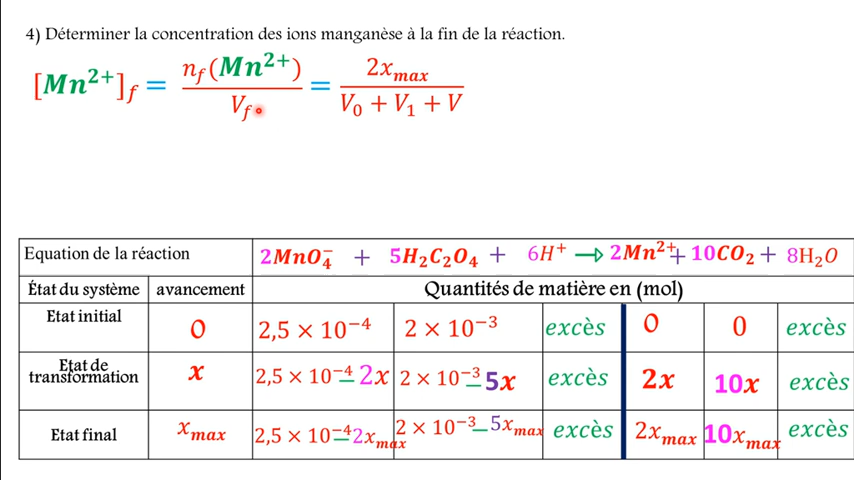 4) Déterminer la concentration des ions manganèse à la fin de la réaction.
[Mn²⁺]f = nf(Mn²⁺) / Vf = 2xmax / (V₀ + V₁ + V)
Equation de la réaction 2MnO₄⁻ + 5H₂C₂O₄ + 6H⁺ → 2Mn²⁺ + 10CO₂ + 8H₂O
État du système avancement Quantités de matière en (mol)
Etat initial 0 2,5 × 10⁻⁴ 2 × 10⁻³ excès 0 0 excès
Etat de
transformation x 2,5 × 10⁻⁴ − 2x 2 × 10⁻³ − 5x excès 2x 10x excès
Etat final xmax 2,5 × 10⁻⁴ − 2xmax 2 × 10⁻³ − 5xmax excès 2xmax 10xmax excès